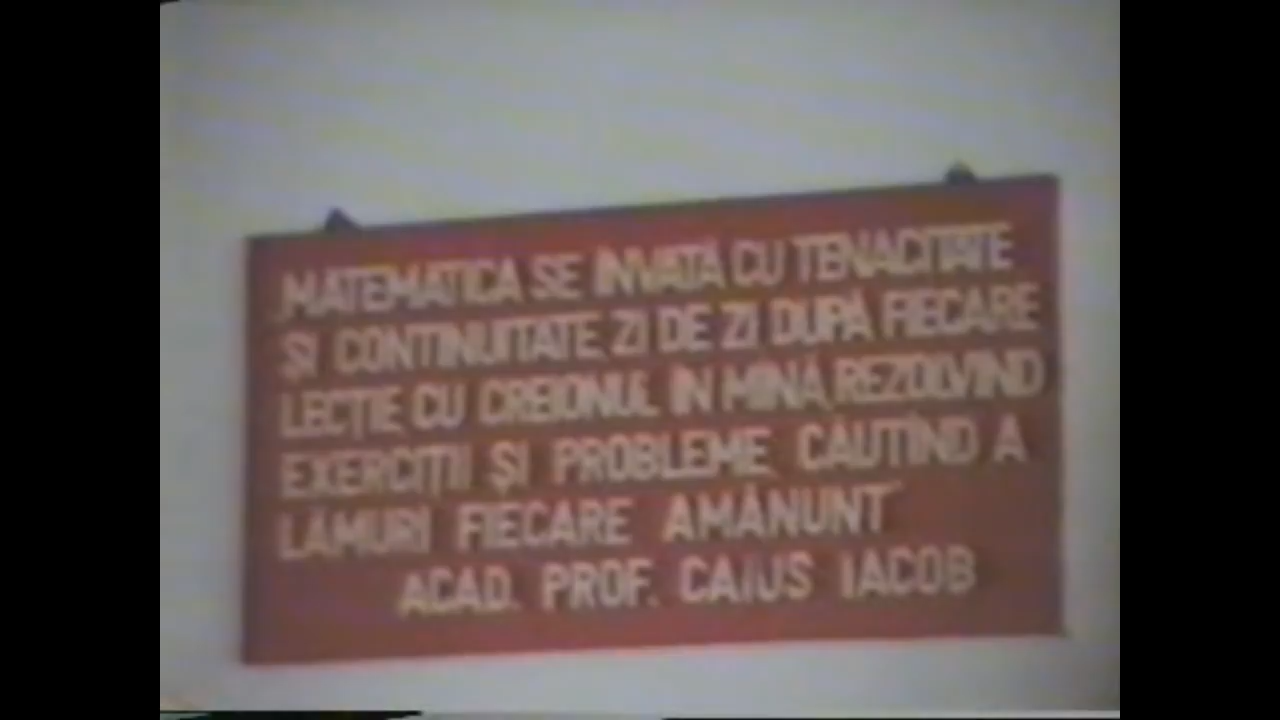 „MATEMATICA SE ÎNVAȚĂ CU TENACITATE
ȘI CONTINUITATE ZI DE ZI DUPĂ FIECARE
LECȚIE CU CREIONUL ÎN MÎNĂ, REZOLVIND
EXERCIȚII ȘI PROBLEME CĂUTÎND A
LĂMURI FIECARE AMĂNUNT”
ACAD. PROF. CAIUS IACOB